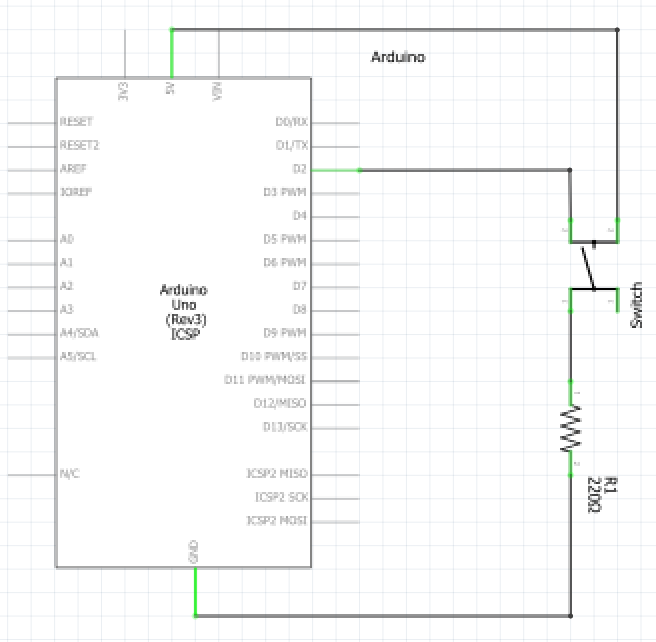 Arduino
3V3
5V
VIN
RESET
RESET2
AREF
IOREF
A0
A1
A2
A3
A4/SDA
A5/SCL
N/C
D0/RX
D1/TX
D2
D3 PWM
D4
D5 PWM
D6 PWM
D7
D8
D9 PWM
D10 PWM/SS
D11 PWM/MOSI
D12/MISO
D13/SCK
ICSP2 MISO
ICSP2 SCK
ICSP2 MOSI
Arduino
Uno
(Rev3)
ICSP
GND
Switch
R1
220Ω